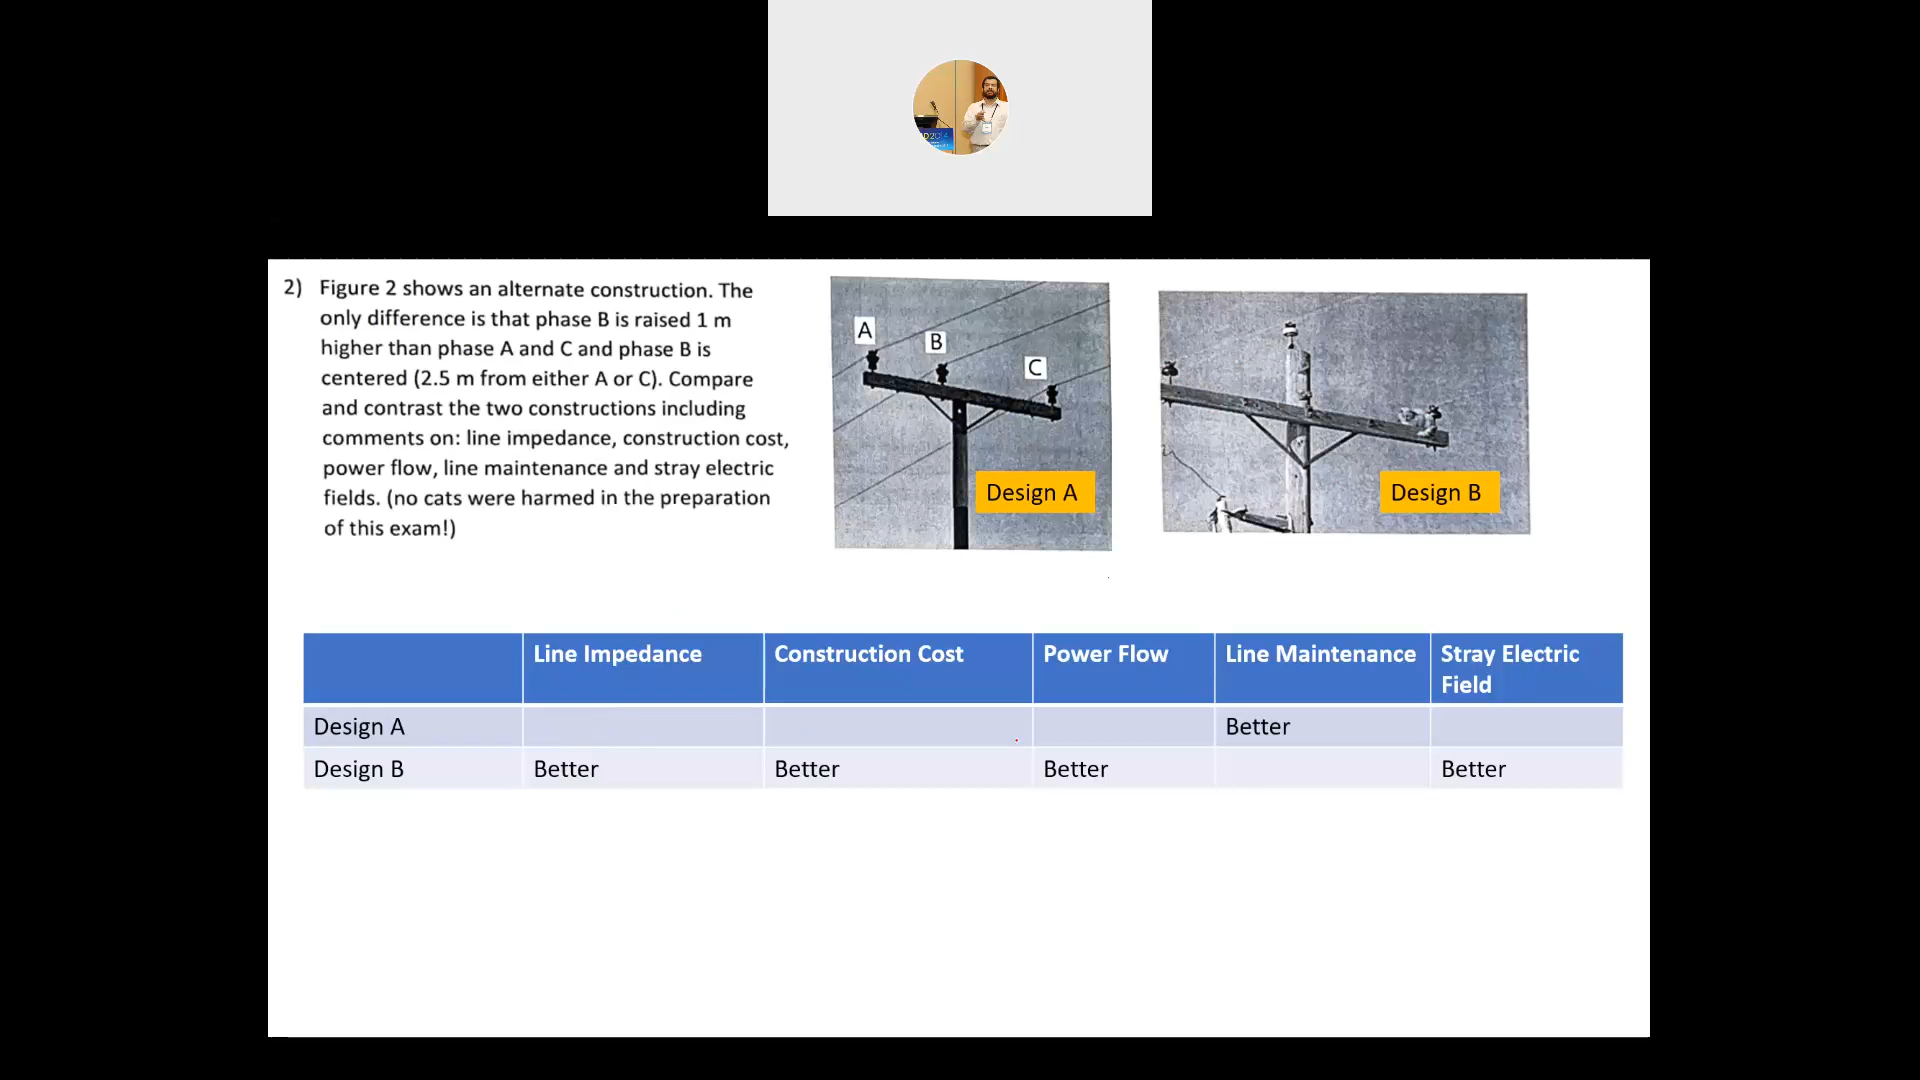 2) Figure 2 shows an alternate construction. The
only difference is that phase B is raised 1 m
higher than phase A and C and phase B is
centered (2.5 m from either A or C). Compare
and contrast the two constructions including
comments on: line impedance, construction cost,
power flow, line maintenance and stray electric
fields. (no cats were harmed in the preparation
of this exam!)
A
B
C
Design A
Design B
Line Impedance Construction Cost Power Flow Line Maintenance Stray Electric
Field
Design A Better
Design B Better Better Better Better